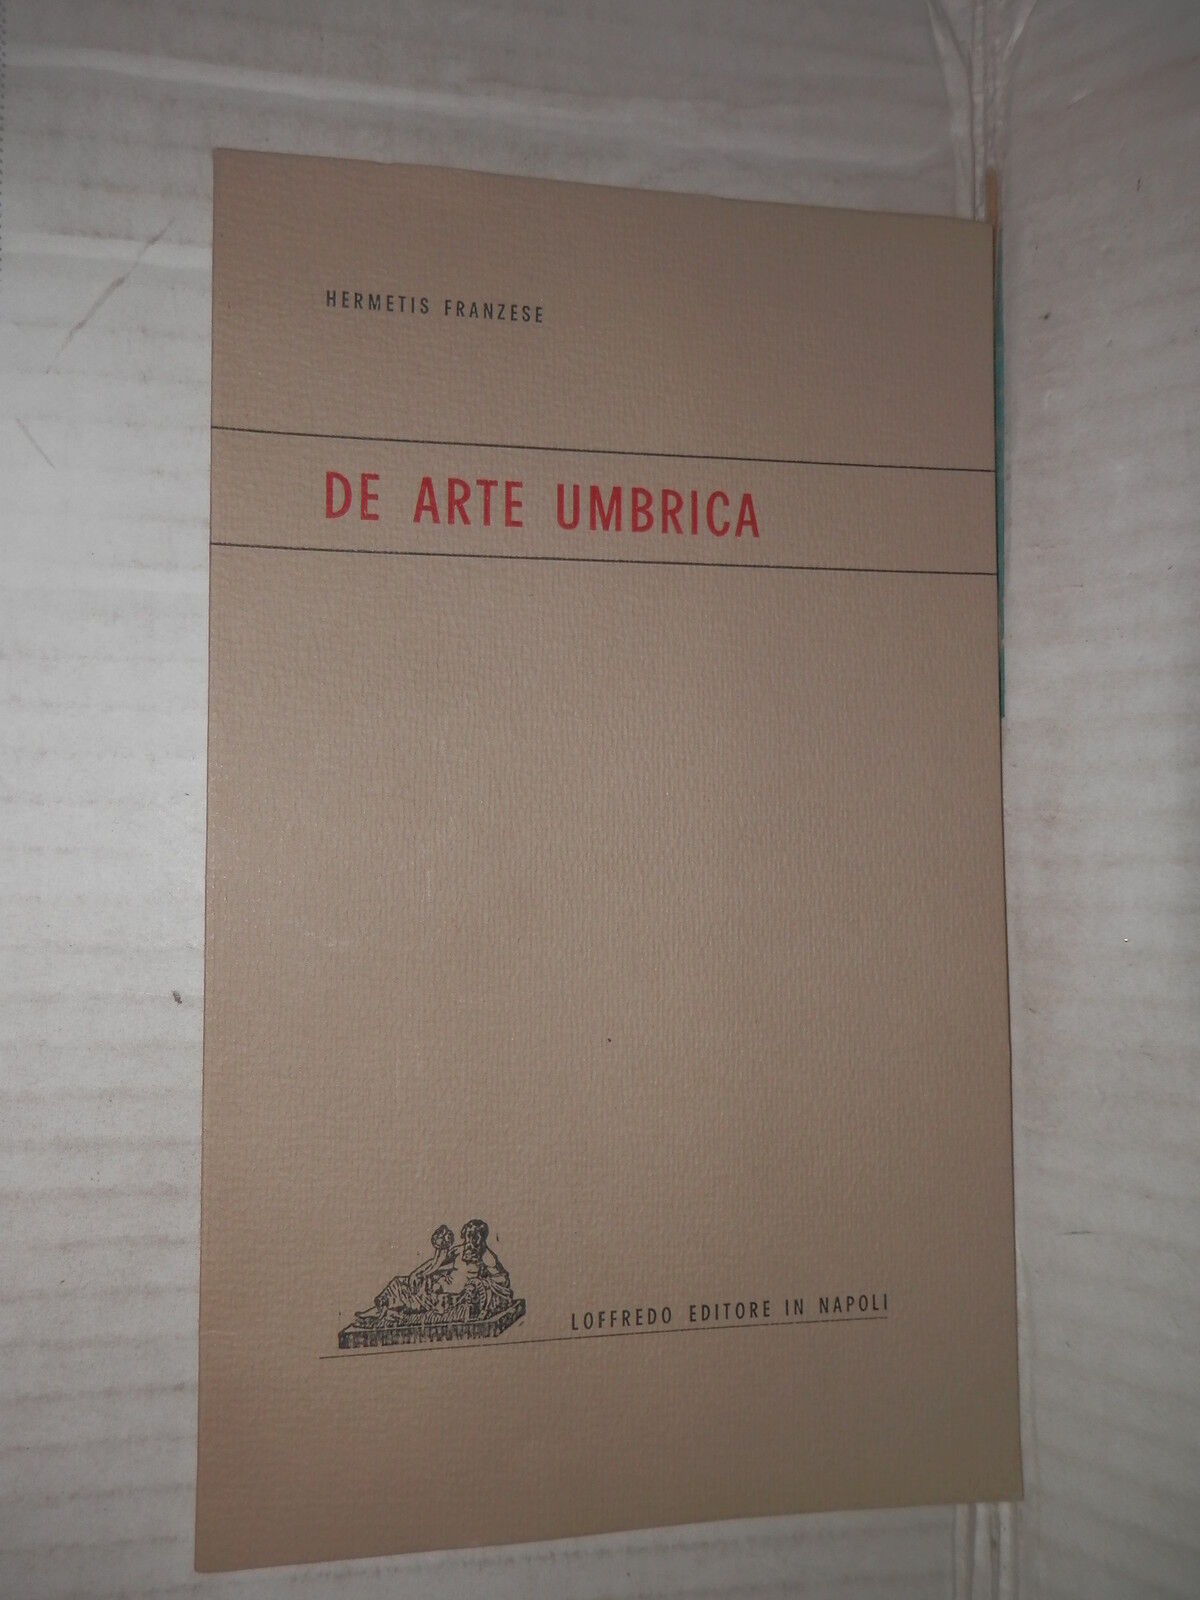 HERMETIS FRANZESE
DE ARTE UMBRICA
LOFFREDO EDITORE IN NAPOLI